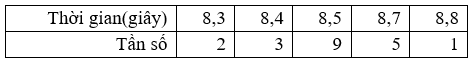 Thời gian(giây) 8,3 8,4 8,5 8,7 8,8
Tần số 2 3 9 5 1